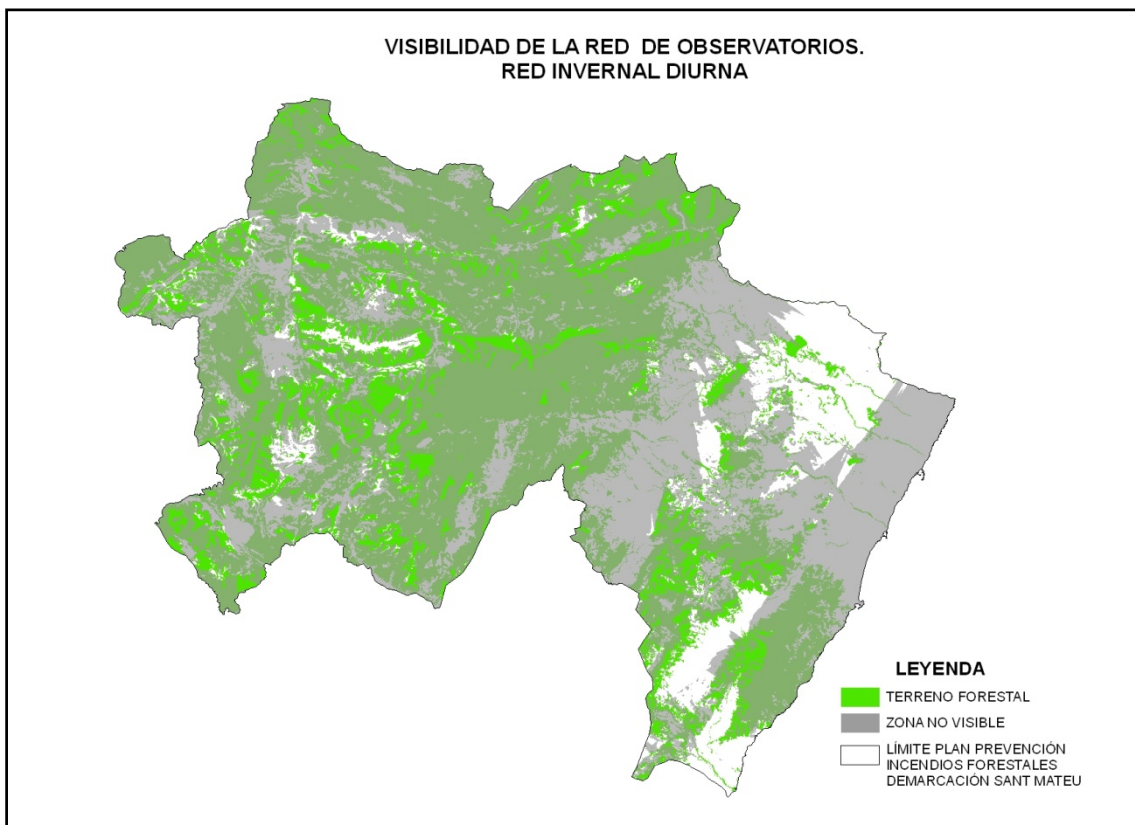 VISIBILIDAD DE LA RED DE OBSERVATORIOS.
RED INVERNAL DIURNA
LEYENDA
TERRENO FORESTAL
ZONA NO VISIBLE
LÍMITE PLAN PREVENCIÓN
INCENDIOS FORESTALES
DEMARCACIÓN SANT MATEU